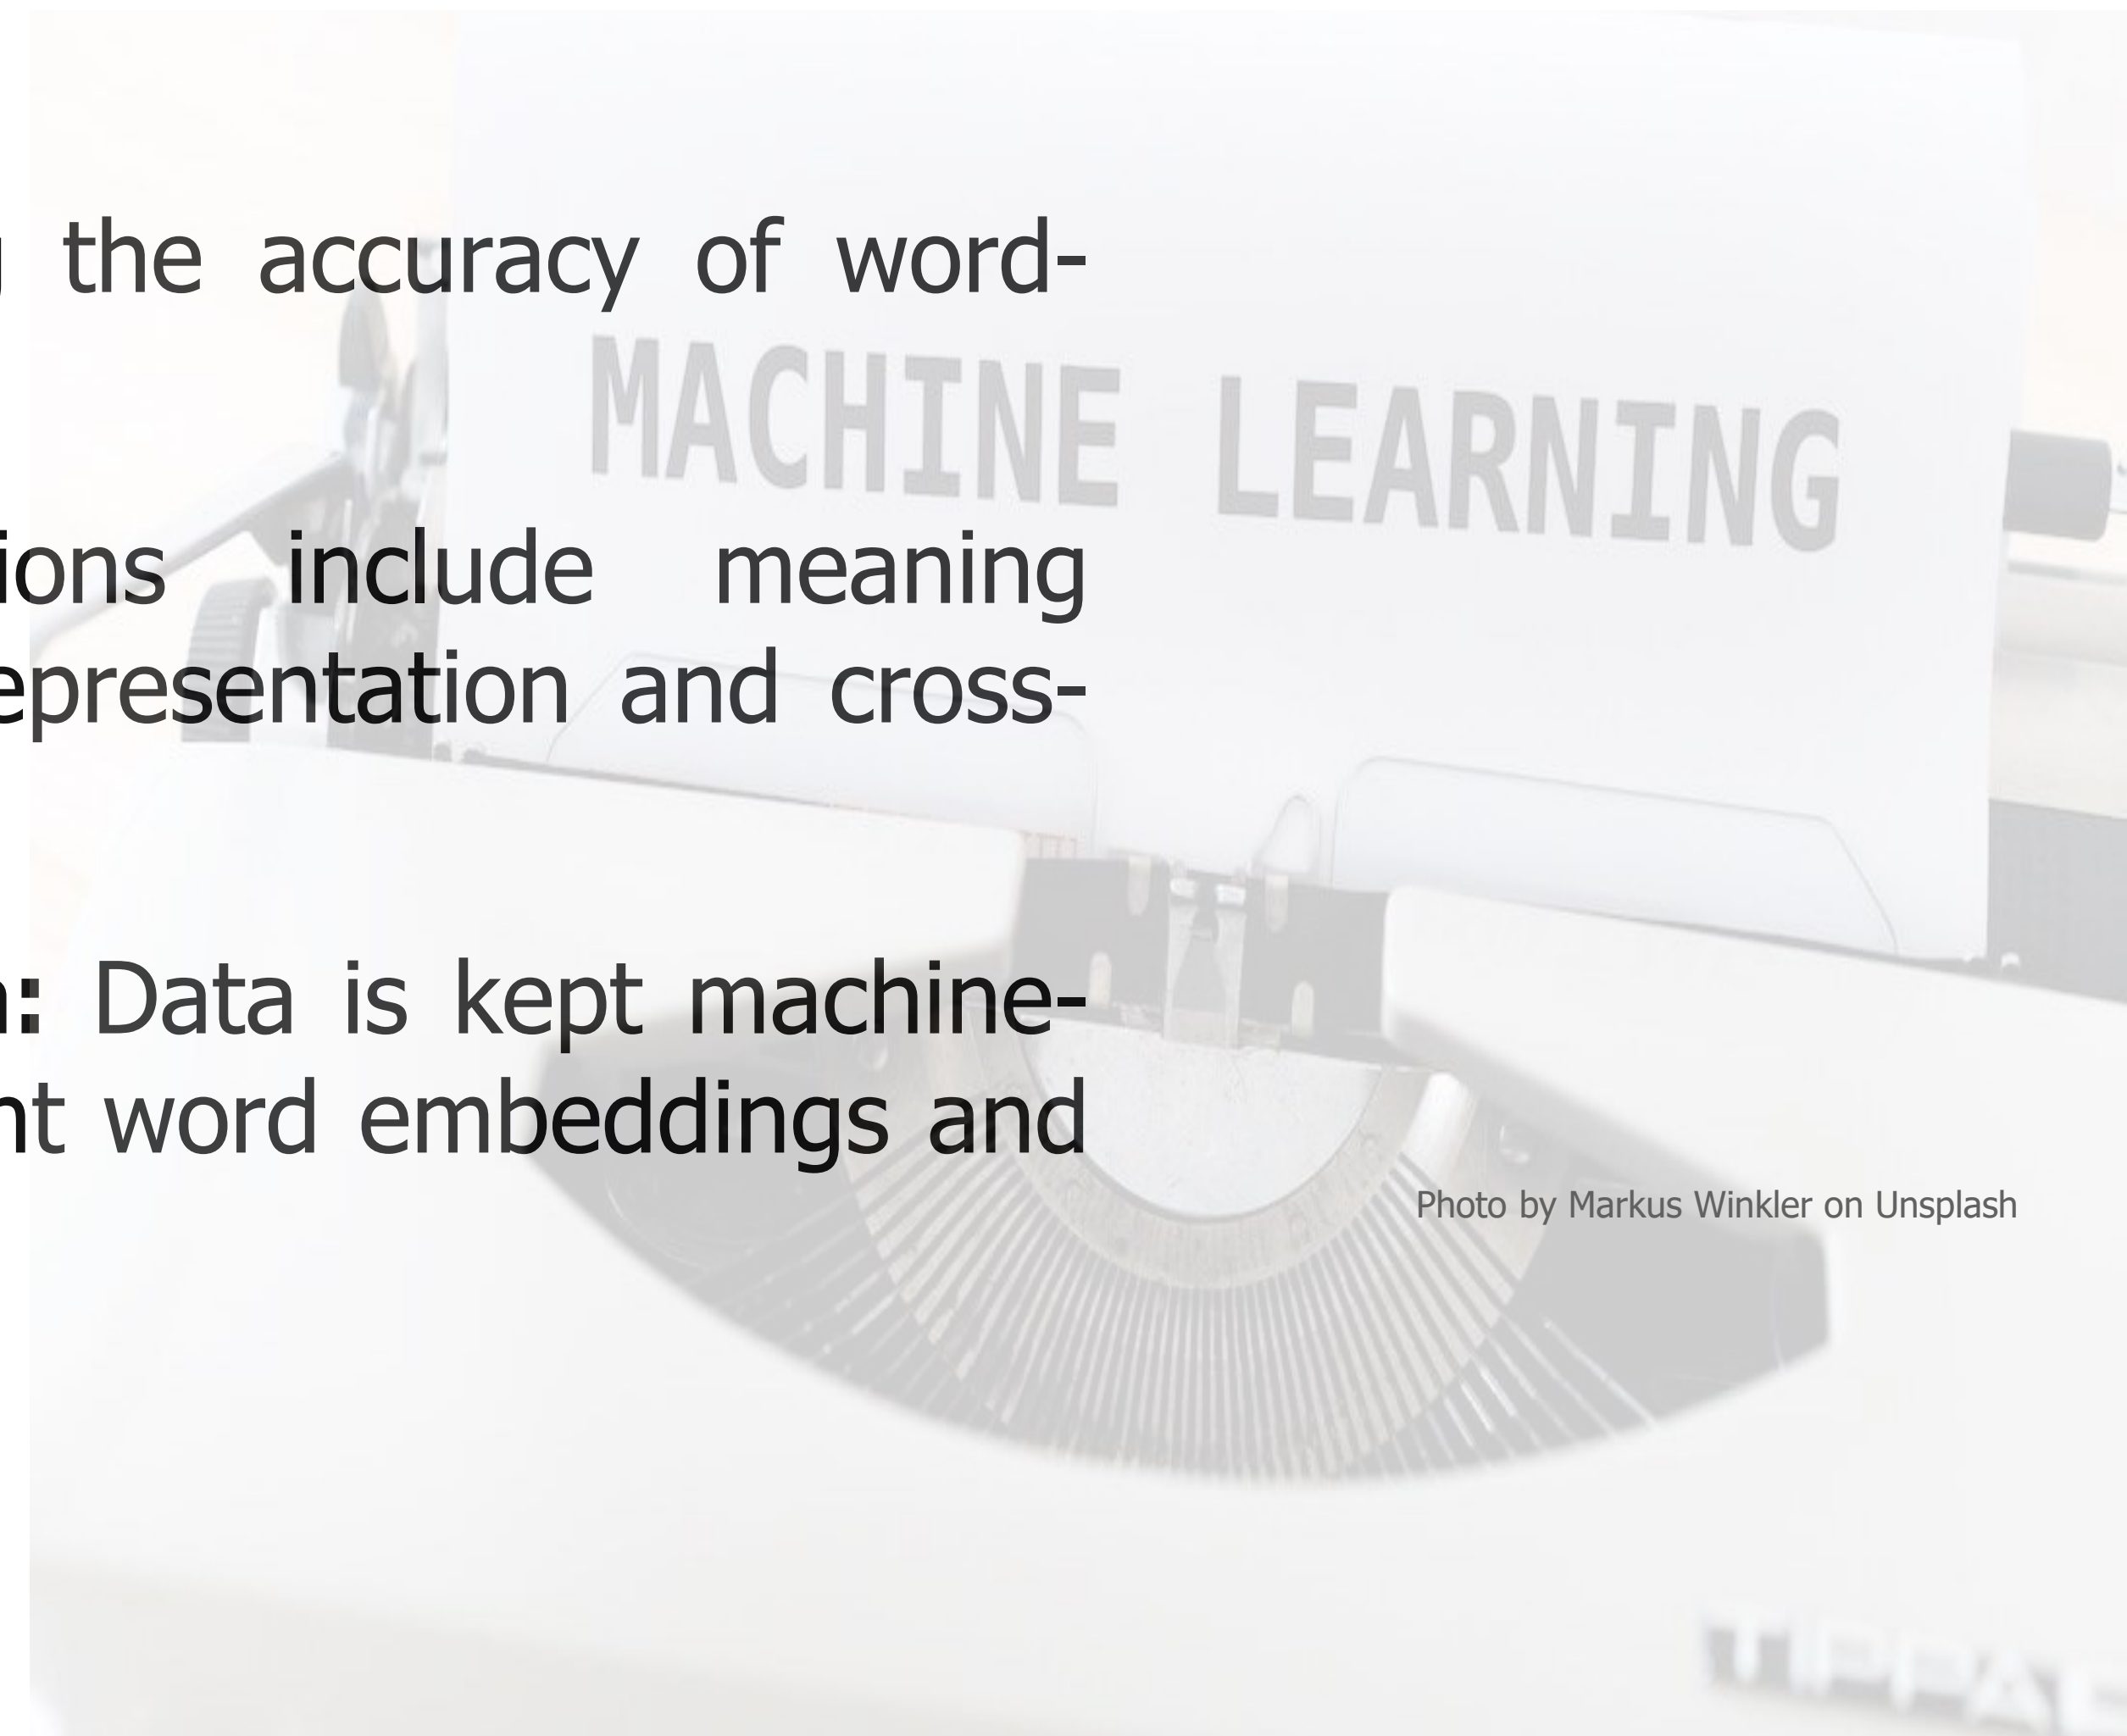 the accuracy of word-
MACHINE LEARNING
include meaning
and cross-
Data is kept machine-
word embeddings and
Photo by Markus Winkler on Unsplash